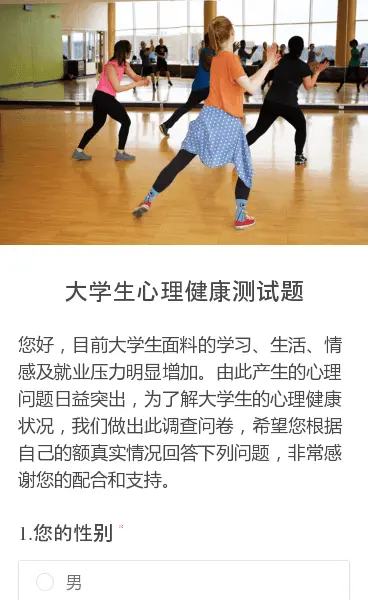 大学生心理健康测试题
您好，目前大学生面料的学习、生活、情
感及就业压力明显增加。由此产生的心理
问题日益突出，为了解大学生的心理健康
状况，我们做出此调查问卷，希望您根据
自己的额真实情况回答下列问题，非常感
谢您的配合和支持。
1.您的性别 *
男